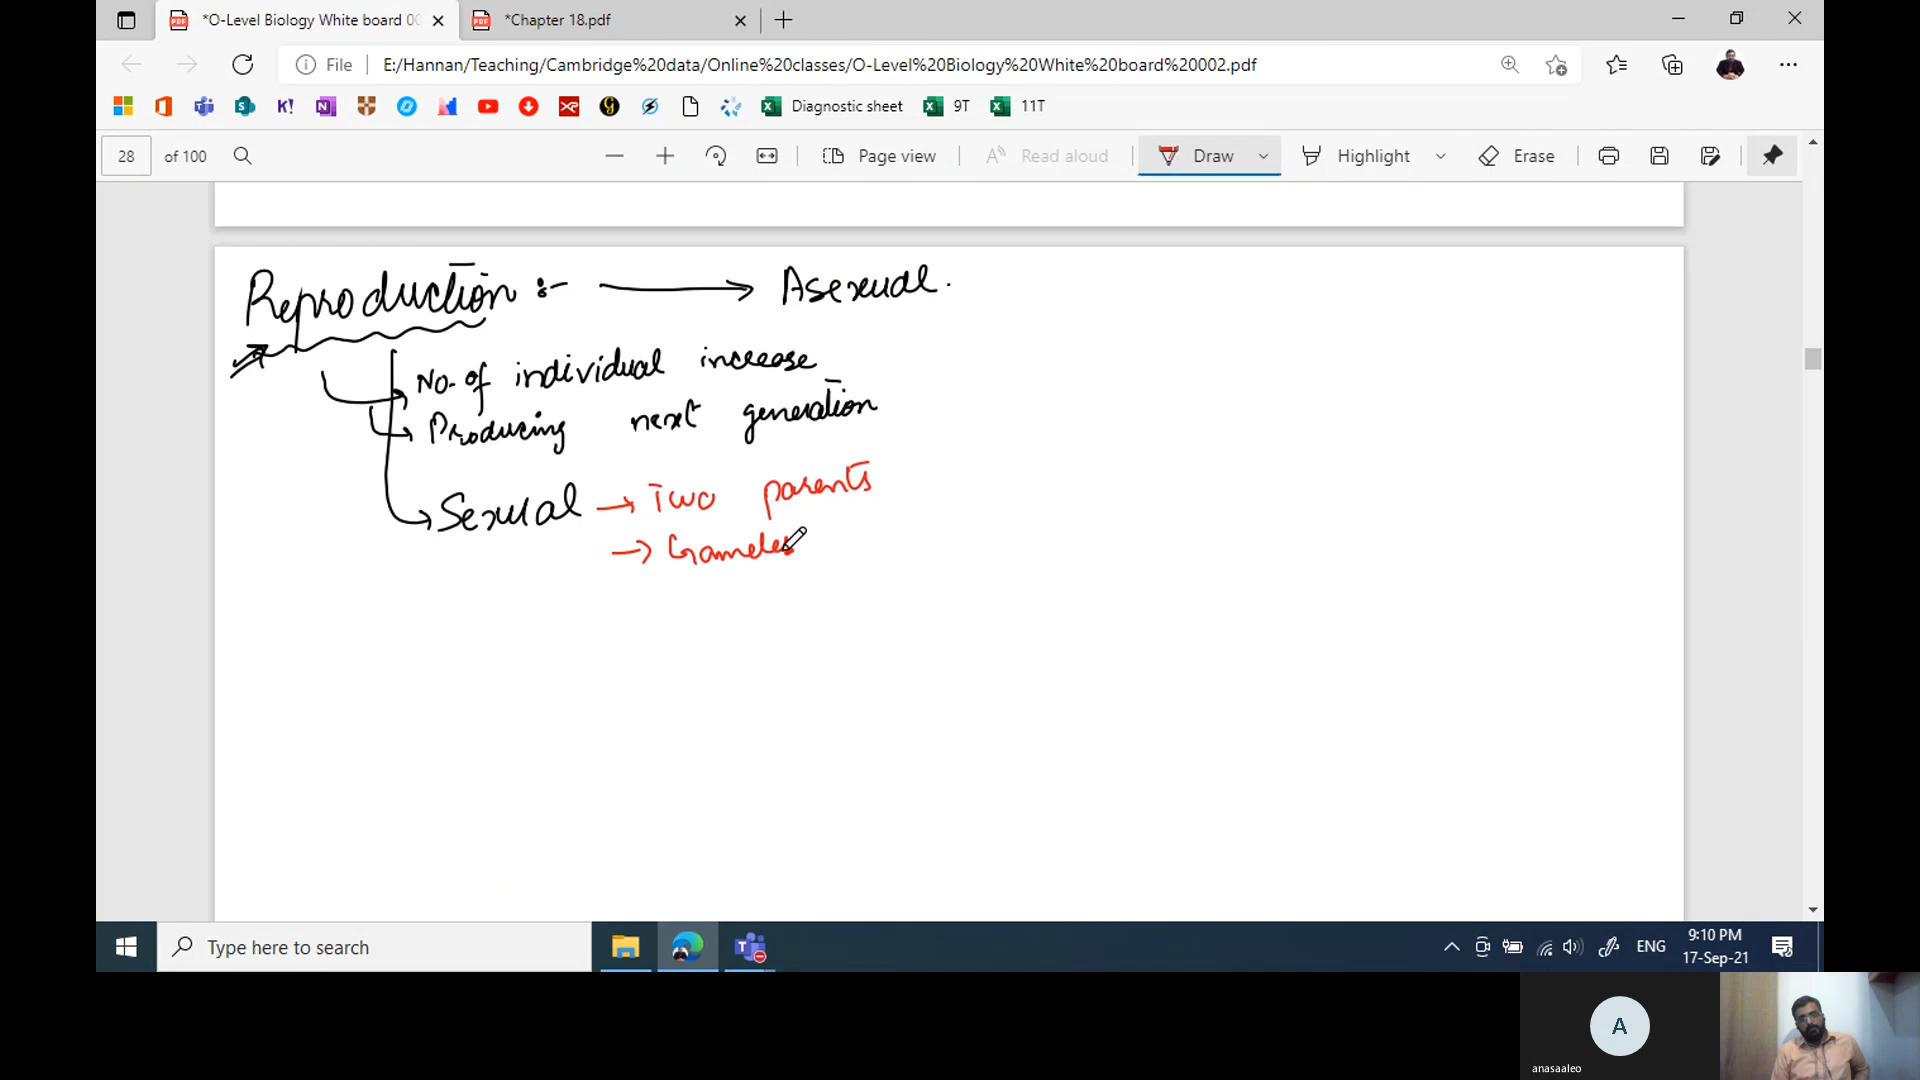 *O-Level Biology White board 00
*Chapter 18.pdf
File
E:/Hannan/Teaching/Cambridge%20data/Online%20classes/O-Level%20Biology%20White%20board%20002.pdf
K!
Diagnostic sheet
9T
11T
28 of 100
Page view
Read aloud
Draw
Highlight
Erase
Reproduction :- → Asexual.
No. of individual increase
Producing next generation
Sexual → Two parents
→ Gametes
Type here to search
ENG
9:10 PM
17-Sep-21
A
anasaaleo